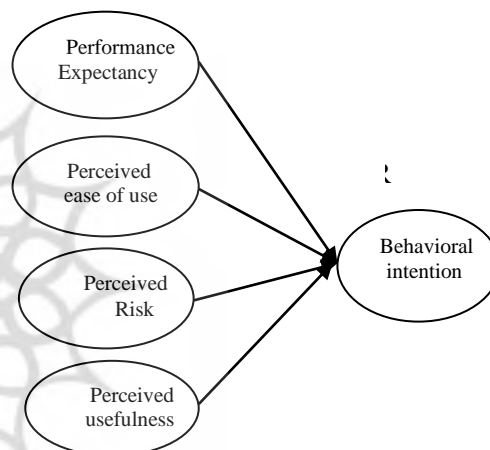 Performance
Expectancy
Perceived
ease of use
Behavioral
intention
Perceived
Risk
Perceived
usefulness